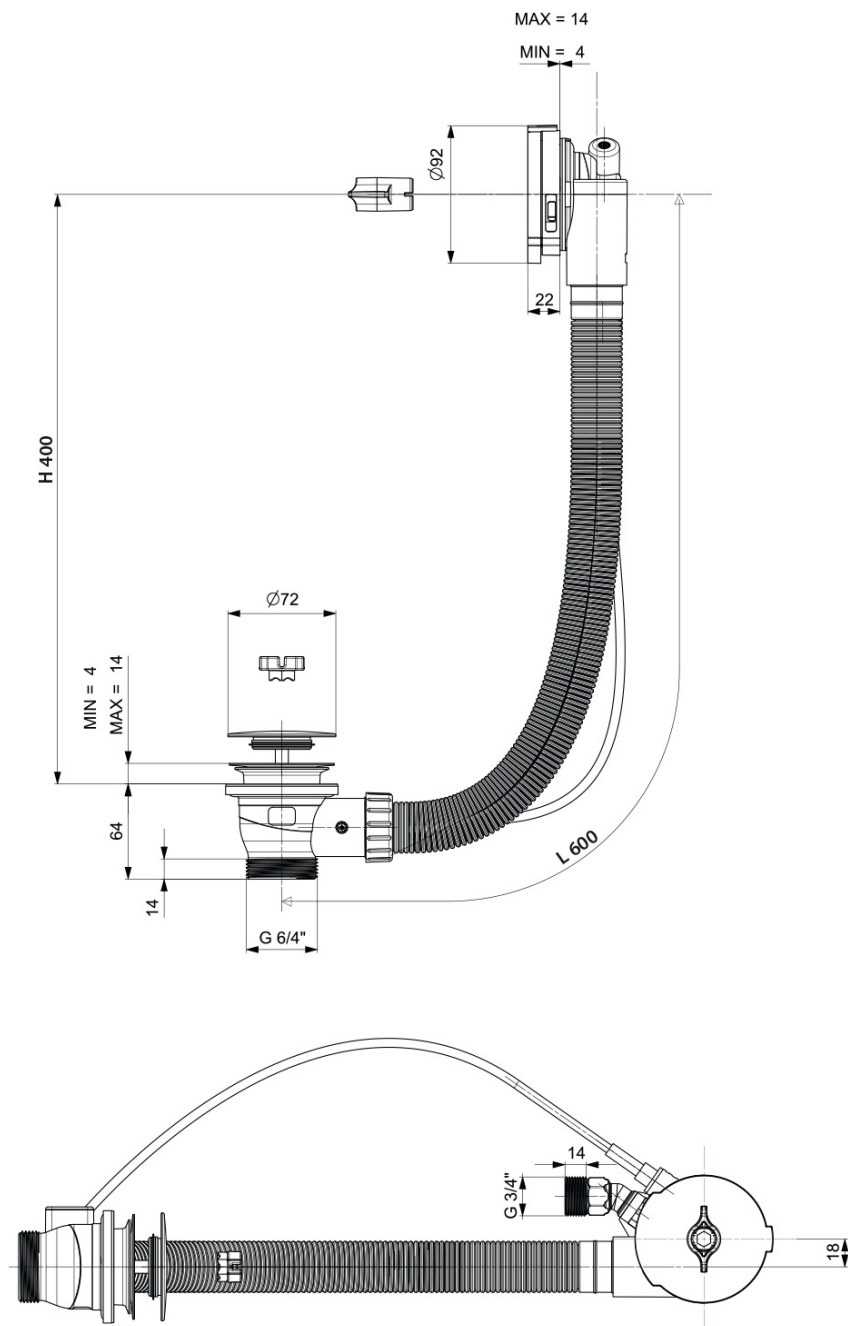 MAX = 14
MIN = 4
Ø92
22
H 400
Ø72
MIN = 4
MAX = 14
64
14
L 600
G 6/4"
14
G 3/4"
18